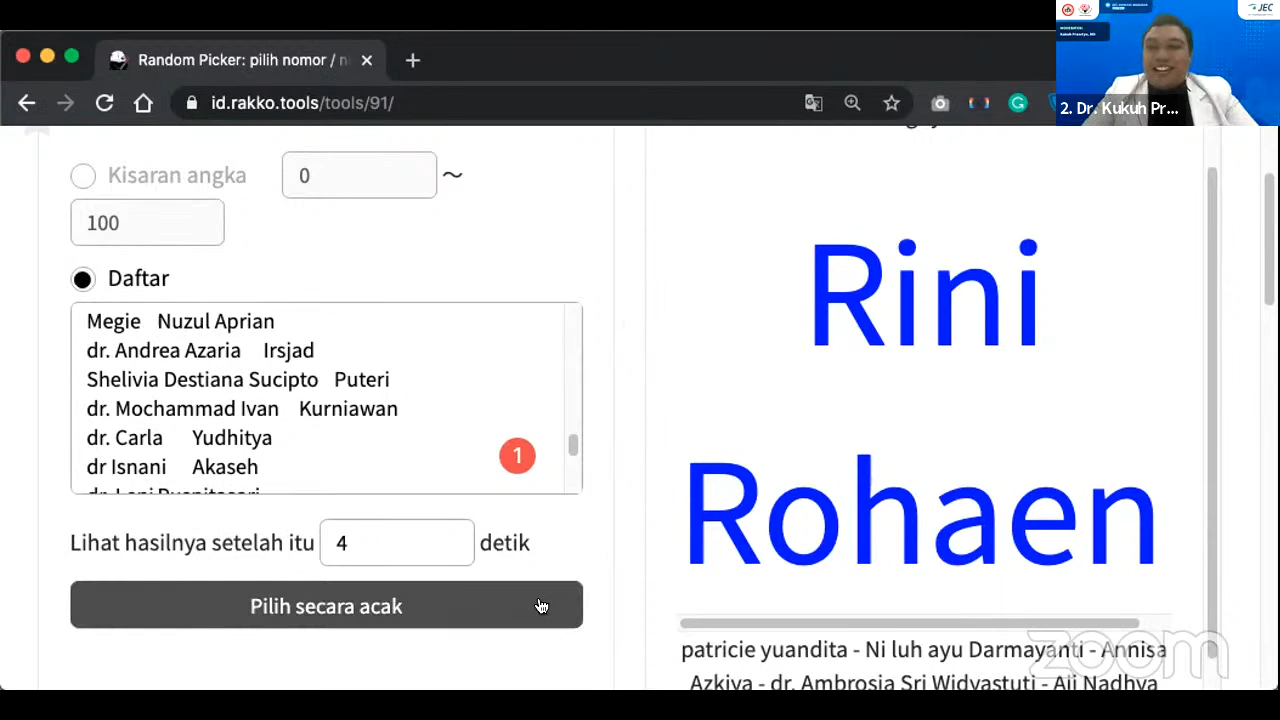 Random Picker: pilih nomor / n
id.rakko.tools/tools/91/
JEC
2. Dr. Kukuh Pr...
Kisaran angka 0 ～
100
Daftar
Megie Nuzul Aprian
dr. Andrea Azaria Irsjad
Shelivia Destiana Sucipto Puteri
dr. Mochammad Ivan Kurniawan
dr. Carla Yudhitya
dr Isnani Akaseh
1
Lihat hasilnya setelah itu 4 detik
Pilih secara acak
Rini
Rohaen
patricie yuandita - Ni luh ayu Darmayanti - Annisa
Azkiya - dr. Ambrosia Sri Widyastuti - Aji Nadhya
zoom